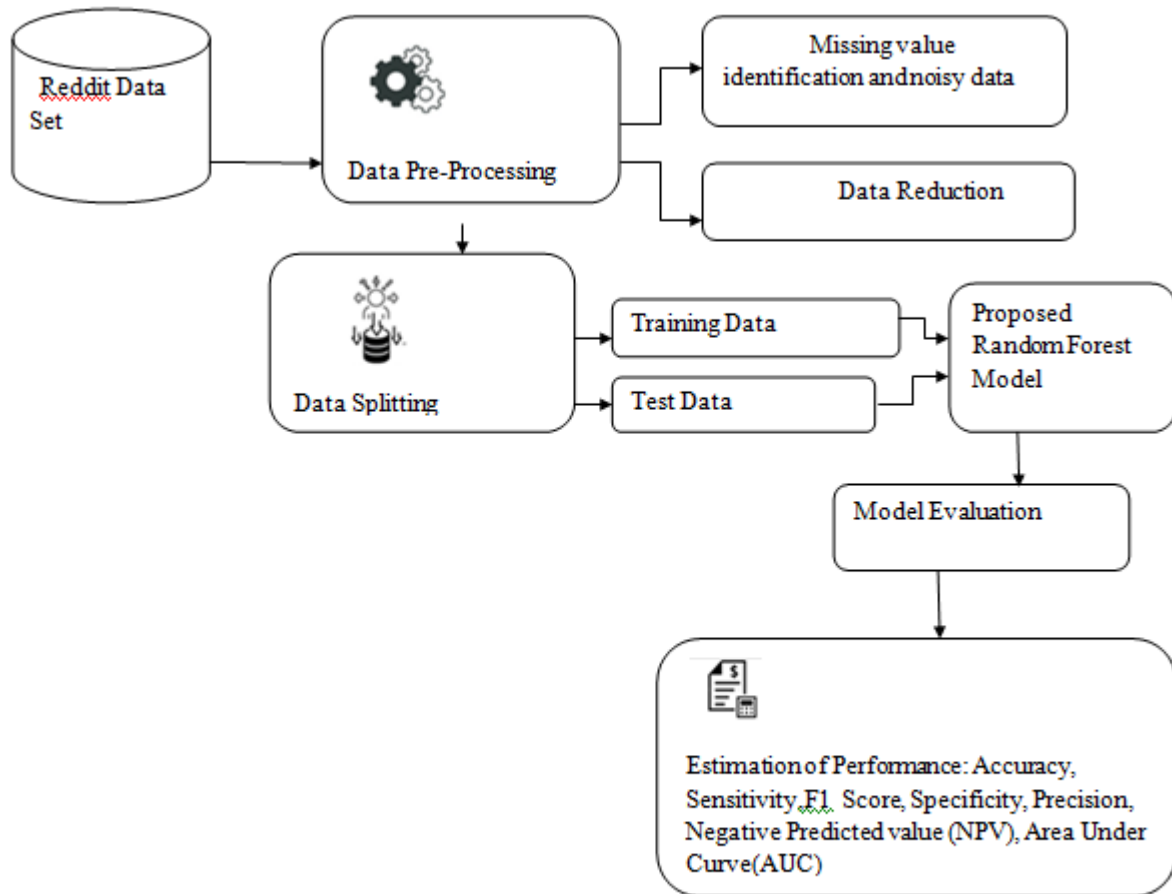 Reddit Data
Set
Data Pre-Processing
Missing value
identification andnoisy data
Data Reduction
Data Splitting
Training Data
Test Data
Proposed
Random Forest
Model
Model Evaluation
$
Estimation of Performance: Accuracy,
Sensitivity,F1 Score, Specificity, Precision,
Negative Predicted value (NPV), Area Under
Curve(AUC)